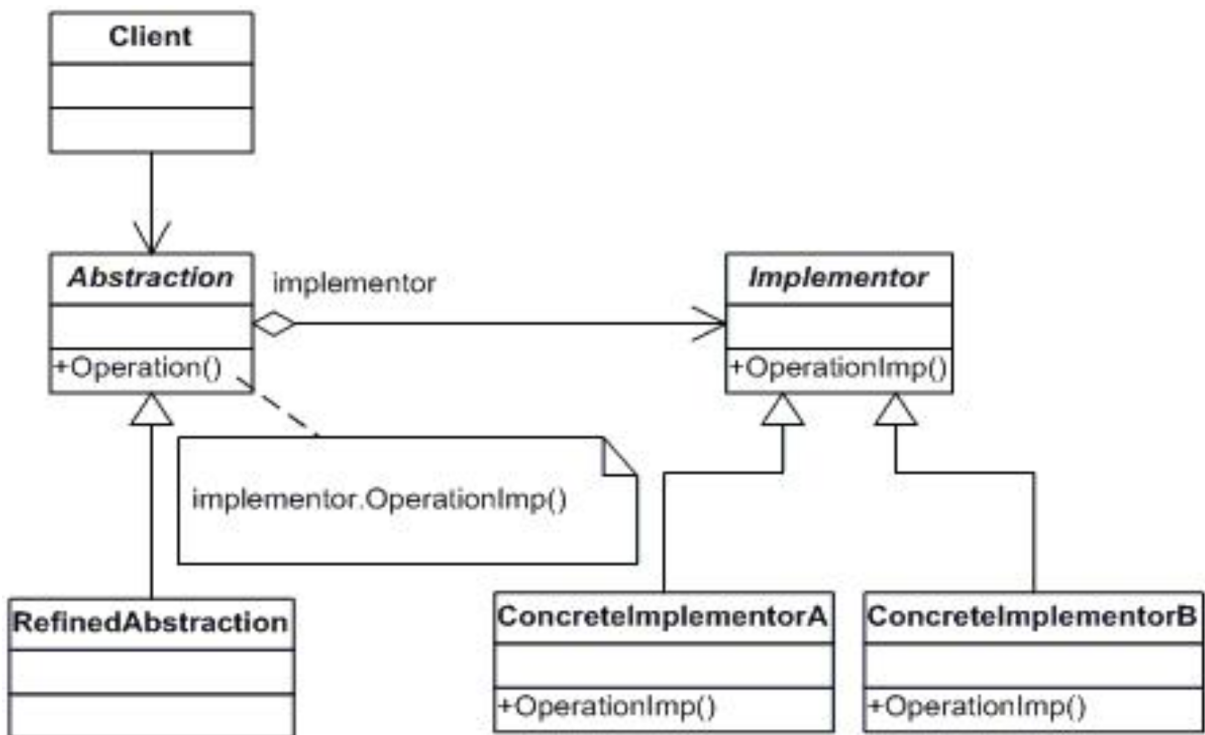 Client
Abstraction
implementor
Implementor
+Operation()
+OperationImp()
implementor.OperationImp()
RefinedAbstraction
ConcreteImplementorA
ConcreteImplementorB
+OperationImp()
+OperationImp()